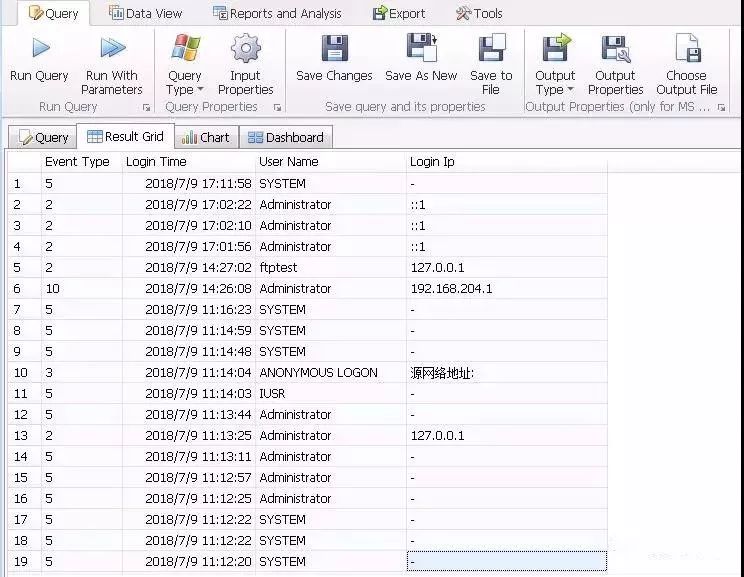 Query Data View Reports and Analysis Export Tools
Run Query Run With Parameters Query Type Input Properties Save Changes Save As New Save to File Output Type Output Properties Choose Output File
Run Query Query Properties Save query and its properties Output Properties (only for MS ...
Query Result Grid Chart Dashboard
Event Type Login Time User Name Login Ip
1 5 2018/7/9 17:11:58 SYSTEM -
2 2 2018/7/9 17:02:22 Administrator ::1
3 2 2018/7/9 17:02:10 Administrator ::1
4 2 2018/7/9 17:01:56 Administrator ::1
5 2 2018/7/9 14:27:02 ftptest 127.0.0.1
6 10 2018/7/9 14:26:08 Administrator 192.168.204.1
7 5 2018/7/9 11:16:23 SYSTEM -
8 5 2018/7/9 11:14:59 SYSTEM -
9 5 2018/7/9 11:14:48 SYSTEM -
10 3 2018/7/9 11:14:04 ANONYMOUS LOGON 源网络地址:
11 5 2018/7/9 11:14:03 IUSR -
12 5 2018/7/9 11:13:44 Administrator -
13 2 2018/7/9 11:13:25 Administrator 127.0.0.1
14 5 2018/7/9 11:13:11 Administrator -
15 5 2018/7/9 11:12:57 Administrator -
16 5 2018/7/9 11:12:25 Administrator -
17 5 2018/7/9 11:12:22 SYSTEM -
18 5 2018/7/9 11:12:22 SYSTEM -
19 5 2018/7/9 11:12:20 SYSTEM -